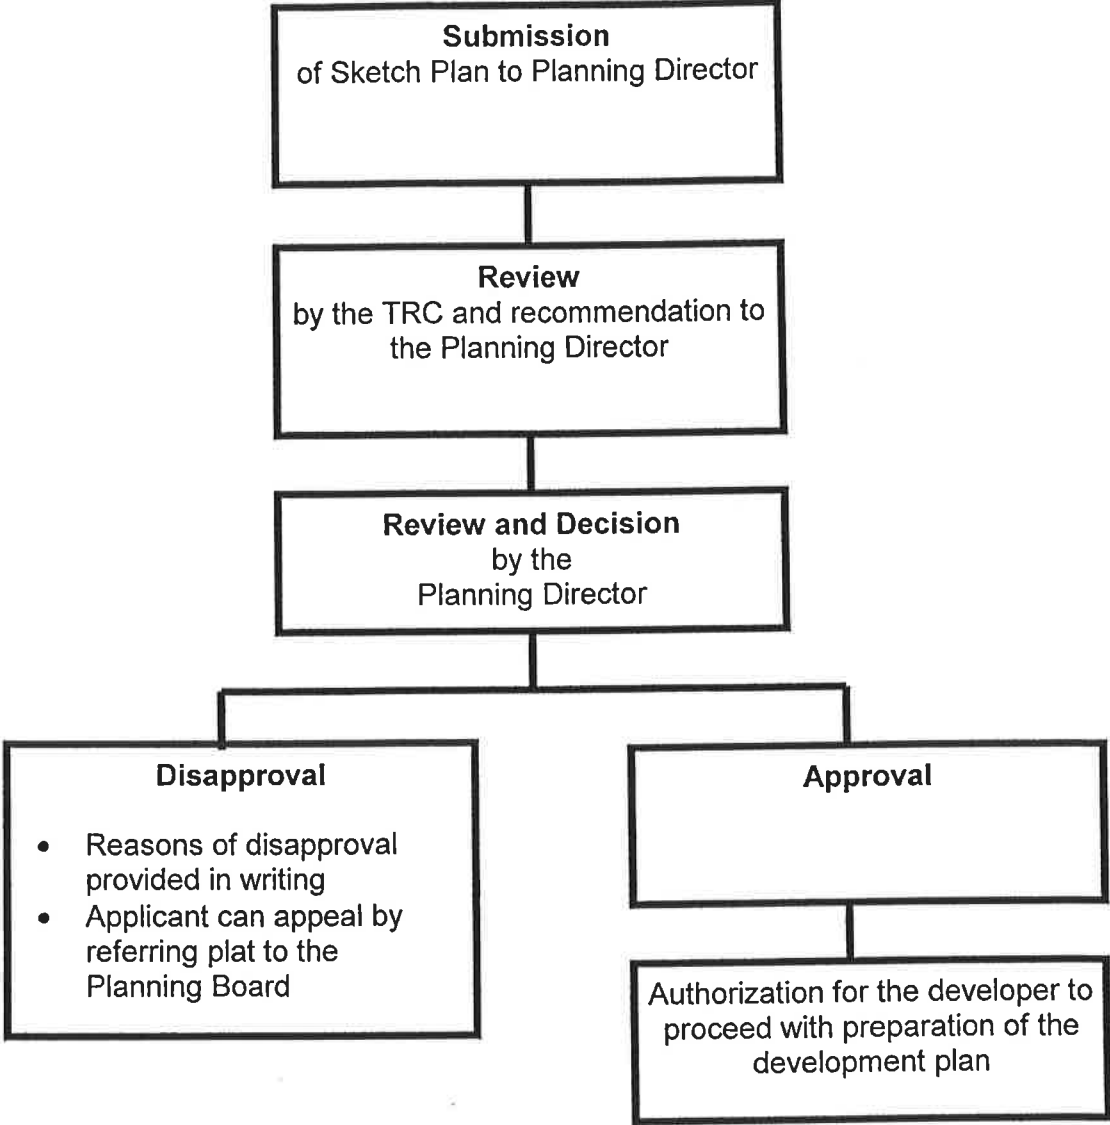 Submission
of Sketch Plan to Planning Director
Review
by the TRC and recommendation to
the Planning Director
Review and Decision
by the
Planning Director
Disapproval
• Reasons of disapproval
provided in writing
• Applicant can appeal by
referring plat to the
Planning Board
Approval
Authorization for the developer to
proceed with preparation of the
development plan